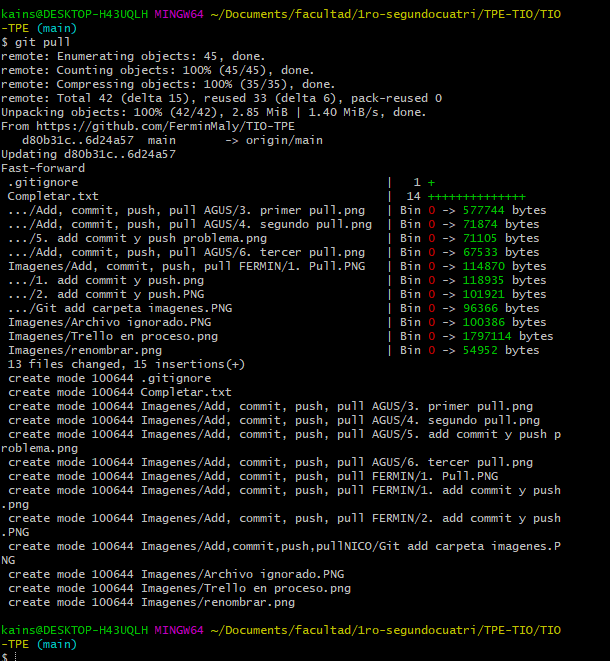 kains@DESKTOP-H43UQLH MINGW64 ~/Documents/facultad/1ro-segundocuatri/TPE-TIO/TIO
-TPE (main)
$ git pull
remote: Enumerating objects: 45, done.
remote: Counting objects: 100% (45/45), done.
remote: Compressing objects: 100% (35/35), done.
remote: Total 42 (delta 15), reused 33 (delta 6), pack-reused 0
Unpacking objects: 100% (42/42), 2.85 MiB | 1.40 MiB/s, done.
From https://github.com/FerminMaly/TIO-TPE
   d80b31c..6d24a57  main       -> origin/main
Updating d80b31c..6d24a57
Fast-forward
 .gitignore                                         |   1 +
 Completar.txt                                      |  14 ++++++++++++++
 .../Add, commit, push, pull AGUS/3. primer pull.png   | Bin 0 -> 577744 bytes
 .../Add, commit, push, pull AGUS/4. segundo pull.png  | Bin 0 -> 71874 bytes
 .../5. add commit y push problema.png              | Bin 0 -> 71105 bytes
 .../Add, commit, push, pull AGUS/6. tercer pull.png   | Bin 0 -> 67533 bytes
 Imagenes/Add, commit, push, pull FERMIN/1. Pull.PNG   | Bin 0 -> 114870 bytes
 .../1. add commit y push.png                       | Bin 0 -> 118935 bytes
 .../2. add commit y push.PNG                       | Bin 0 -> 101921 bytes
 .../Git add carpeta imagenes.PNG                   | Bin 0 -> 96366 bytes
 Imagenes/Archivo ignorado.PNG                      | Bin 0 -> 100386 bytes
 Imagenes/Trello en proceso.png                     | Bin 0 -> 1797114 bytes
 Imagenes/renombrar.png                             | Bin 0 -> 54952 bytes
 13 files changed, 15 insertions(+)
 create mode 100644 .gitignore
 create mode 100644 Completar.txt
 create mode 100644 Imagenes/Add, commit, push, pull AGUS/3. primer pull.png
 create mode 100644 Imagenes/Add, commit, push, pull AGUS/4. segundo pull.png
 create mode 100644 Imagenes/Add, commit, push, pull AGUS/5. add commit y push p
roblema.png
 create mode 100644 Imagenes/Add, commit, push, pull AGUS/6. tercer pull.png
 create mode 100644 Imagenes/Add, commit, push, pull FERMIN/1. Pull.PNG
 create mode 100644 Imagenes/Add, commit, push, pull FERMIN/1. add commit y push
.png
 create mode 100644 Imagenes/Add, commit, push, pull FERMIN/2. add commit y push
.PNG
 create mode 100644 Imagenes/Add,commit,push,pullNICO/Git add carpeta imagenes.P
NG
 create mode 100644 Imagenes/Archivo ignorado.PNG
 create mode 100644 Imagenes/Trello en proceso.png
 create mode 100644 Imagenes/renombrar.png

kains@DESKTOP-H43UQLH MINGW64 ~/Documents/facultad/1ro-segundocuatri/TPE-TIO/TIO
-TPE (main)
$